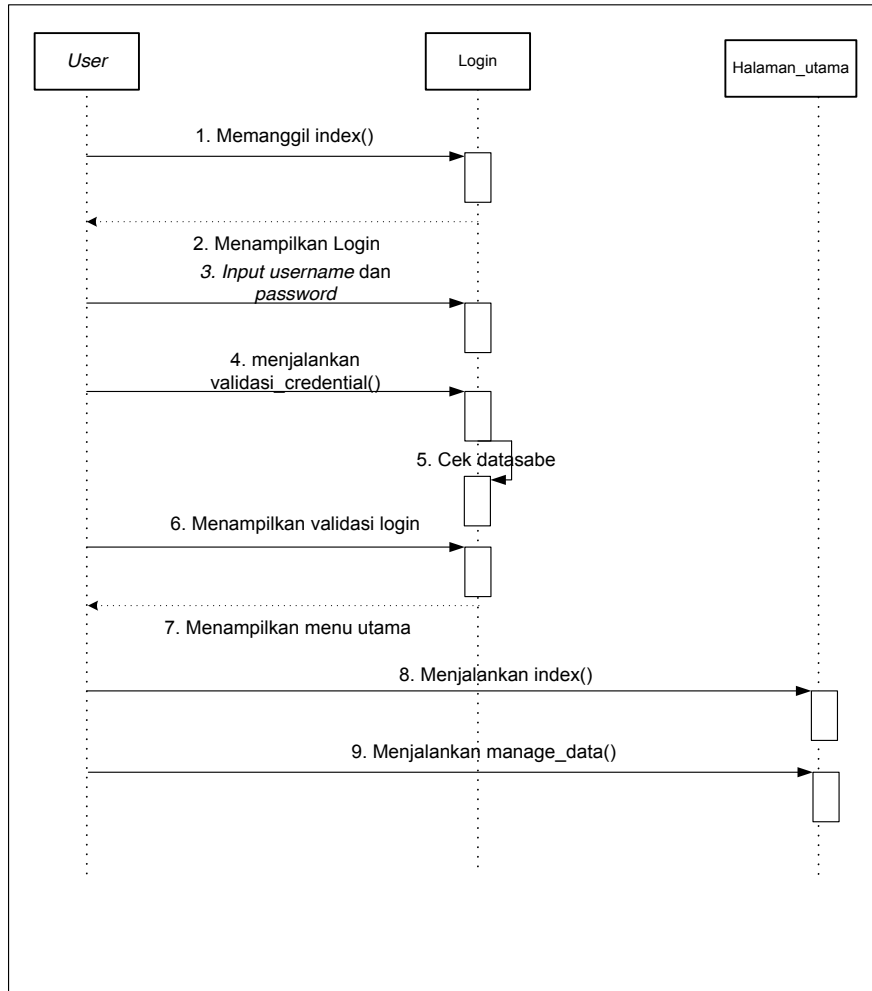 User
Login
Halaman_utama
1. Memanggil index()
2. Menampilkan Login
3. Input username dan
password
4. menjalankan
validasi_credential()
5. Cek datasabe
6. Menampilkan validasi login
7. Menampilkan menu utama
8. Menjalankan index()
9. Menjalankan manage_data()